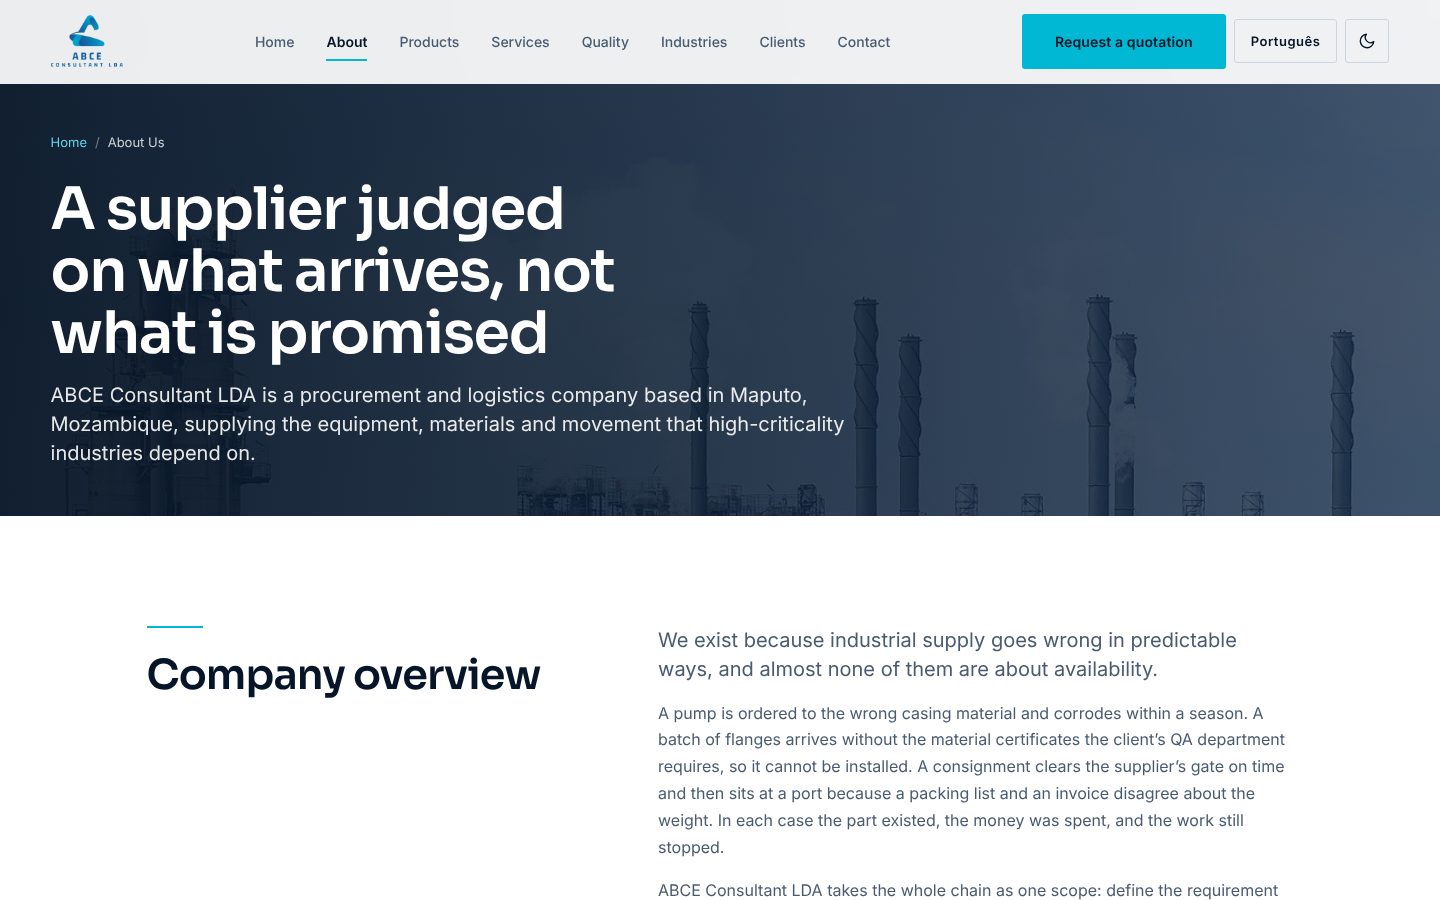 ABCE
CONSULTANT LDA
Home
About
Products
Services
Quality
Industries
Clients
Contact
Request a quotation
Português
Home / About Us
A supplier judged
on what arrives, not
what is promised
ABCE Consultant LDA is a procurement and logistics company based in Maputo,
Mozambique, supplying the equipment, materials and movement that high-criticality
industries depend on.
Company overview
We exist because industrial supply goes wrong in predictable
ways, and almost none of them are about availability.
A pump is ordered to the wrong casing material and corrodes within a season. A
batch of flanges arrives without the material certificates the client’s QA department
requires, so it cannot be installed. A consignment clears the supplier’s gate on time
and then sits at a port because a packing list and an invoice disagree about the
weight. In each case the part existed, the money was spent, and the work still
stopped.
ABCE Consultant LDA takes the whole chain as one scope: define the requirement